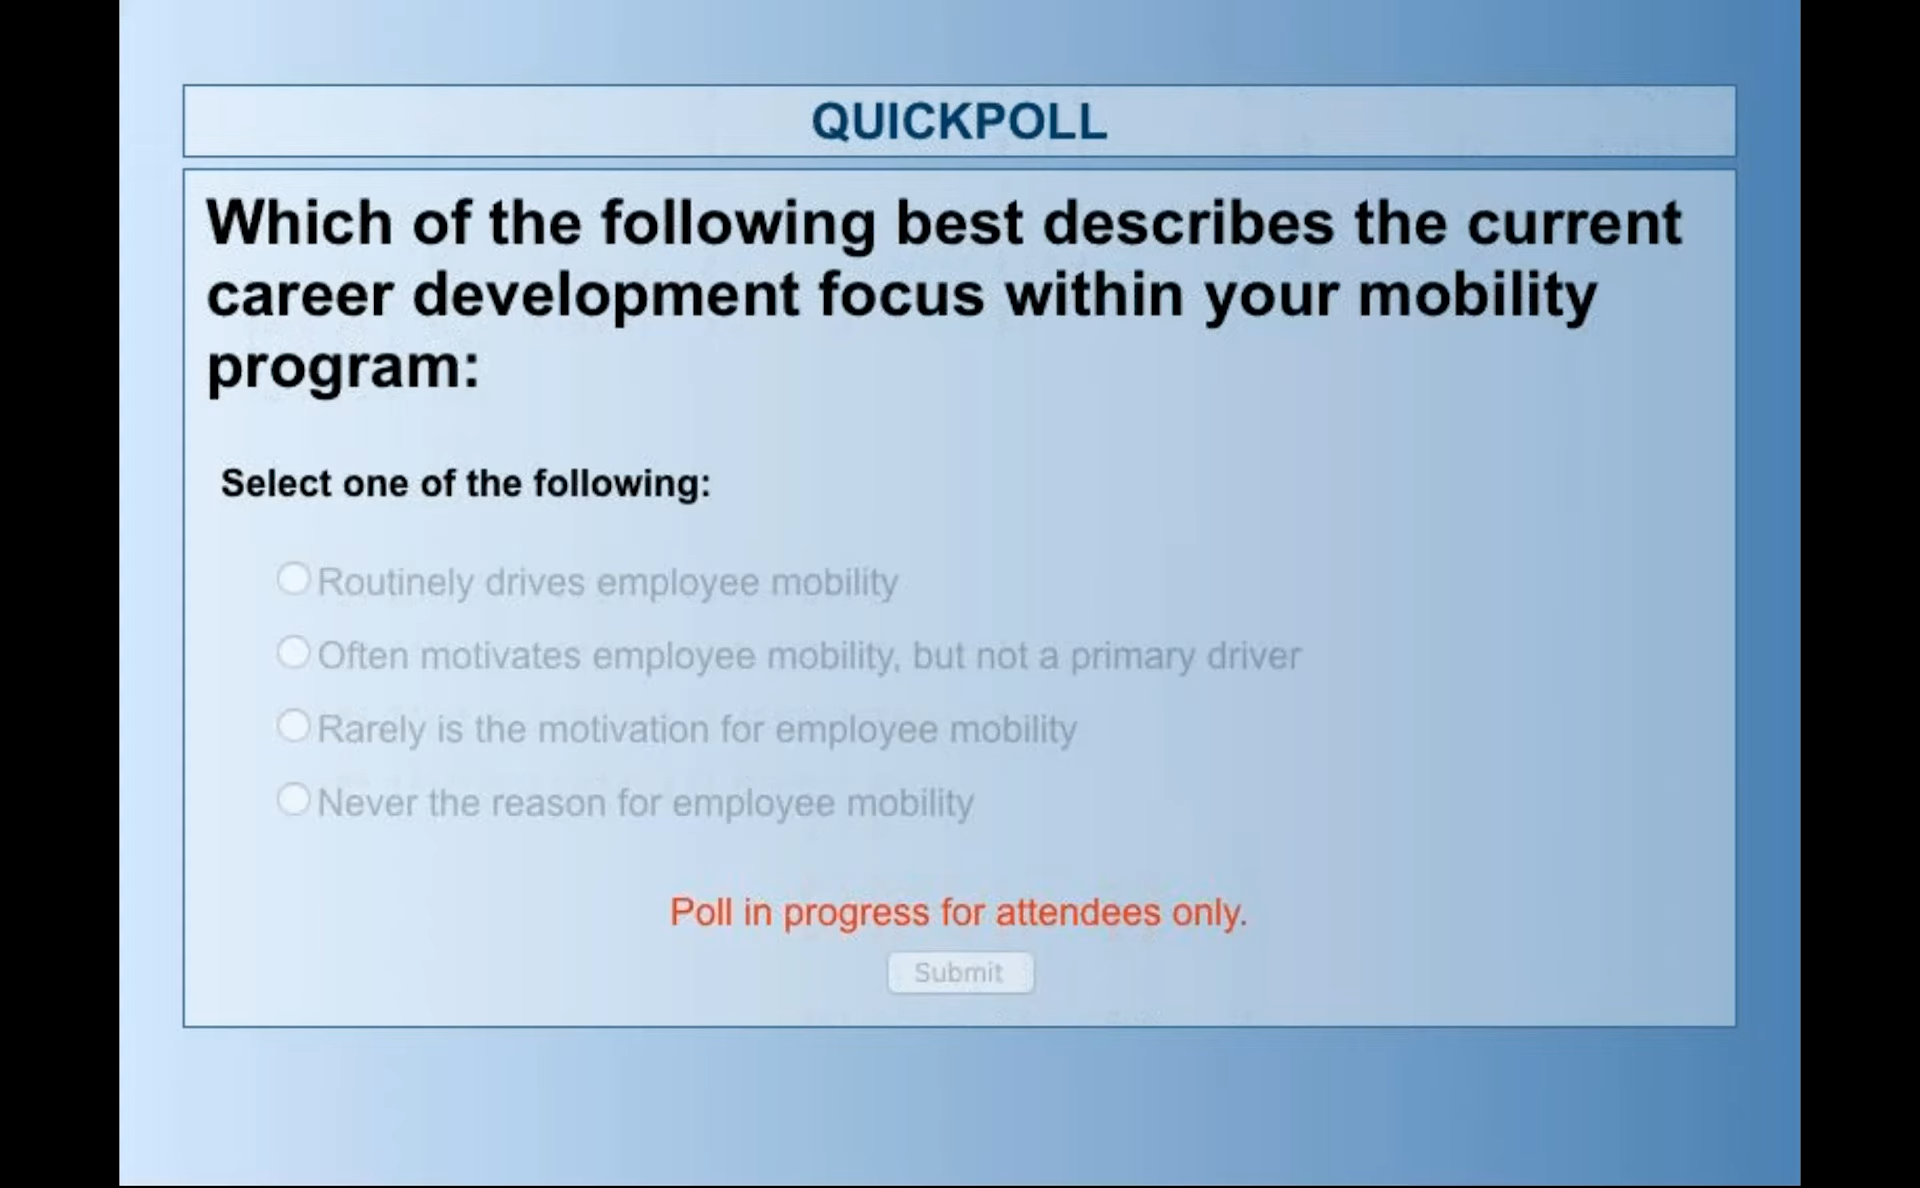 QUICKPOLL
Which of the following best describes the current
career development focus within your mobility
program:
Select one of the following:
Routinely drives employee mobility
Often motivates employee mobility, but not a primary driver
Rarely is the motivation for employee mobility
Never the reason for employee mobility
Poll in progress for attendees only.
Submit